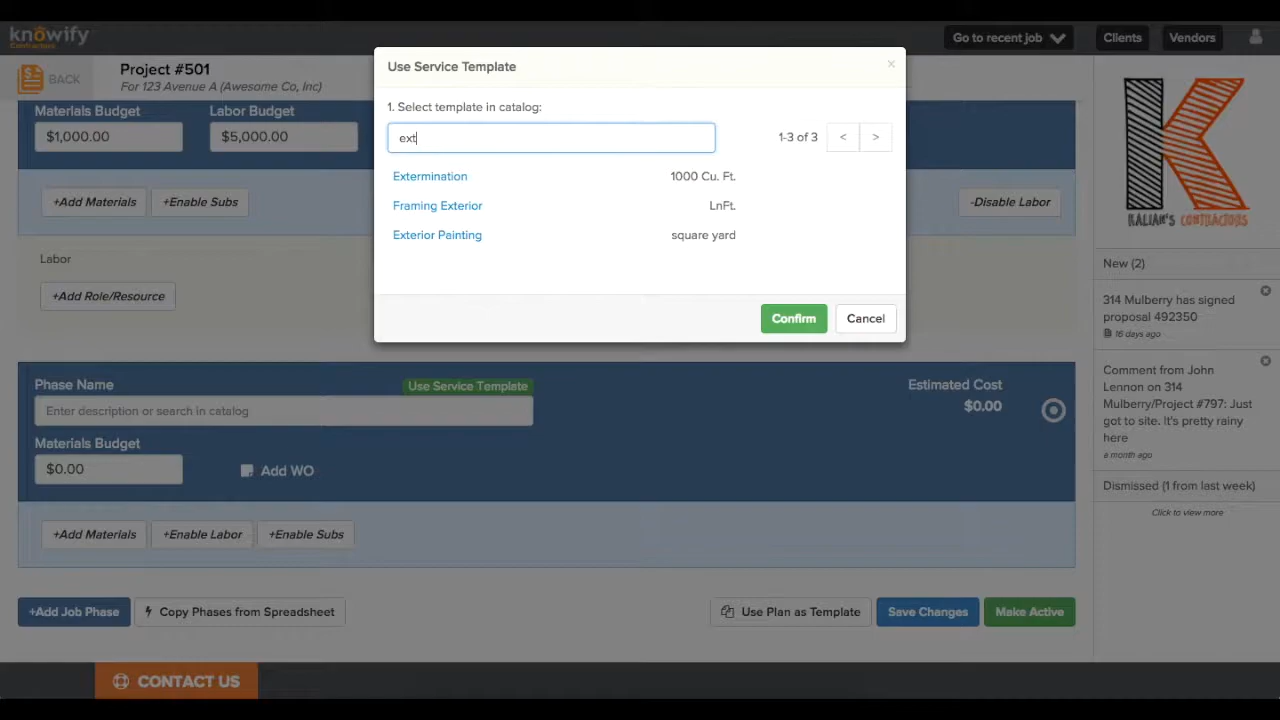 knowify
Contractors
Go to recent job
Clients
Vendors
BACK
Project #501
For 123 Avenue A (Awesome Co, Inc)
Materials Budget
Labor Budget
$1,000.00
$5,000.00
+Add Materials
+Enable Subs
-Disable Labor
Labor
+Add Role/Resource
Use Service Template
×
1. Select template in catalog:
ext
1-3 of 3
<
>
Extermination
1000 Cu. Ft.
Framing Exterior
LnFt.
Exterior Painting
square yard
Confirm
Cancel
Phase Name
Use Service Template
Estimated Cost
Enter description or search in catalog
$0.00
Materials Budget
$0.00
Add WO
+Add Materials
+Enable Labor
+Enable Subs
+Add Job Phase
Copy Phases from Spreadsheet
Use Plan as Template
Save Changes
Make Active
CONTACT US
K
KALIAN'S CONTRACTORS
New (2)
314 Mulberry has signed
proposal 492350
16 days ago
Comment from John
Lennon on 314
Mulberry/Project #797: Just
got to site. It's pretty rainy
here
a month ago
Dismissed (1 from last week)
Click to view more